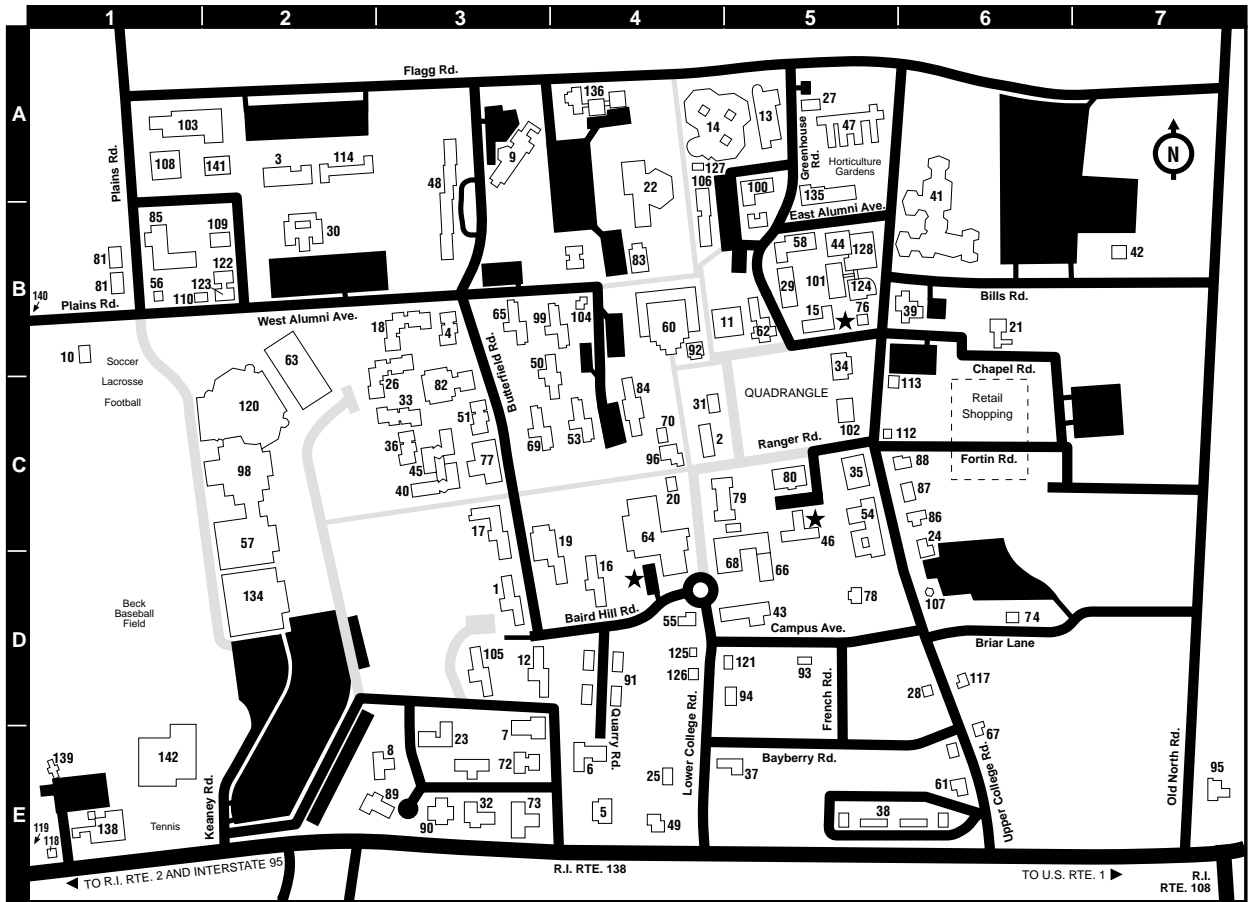 1 2 3 4 5 6 7
A
B
C
D
E
Flagg Rd.
136
27
13
14
47
103
Plains Rd.
108
141
3
114
9
48
127
106
22
100
Greenhouse
Rd.
Horticulture
Gardens
135
East Alumni Ave.
41
N
85
109
30
81
81
56
110
123
122
83
58
44
128
29
101
124
15
76
42
140
Plains Rd.
West Alumni Ave.
Bills Rd.
39
21
Chapel Rd.
10
Soccer
Lacrosse
Football
63
18
4
65
99
104
60
11
62
92
34
26
82
33
50
84
31
QUADRANGLE
113
Retail
Shopping
120
Butterfield Rd.
51
69
53
70
2
102
112
Ranger Rd.
36
45
77
96
Fortin Rd.
98
40
20
79
80
35
88
87
57
17
19
64
46
54
86
24
134
16
68
66
1
78
107
Beck
Baseball
Field
Baird Hill Rd.
43
55
Campus Ave.
74
Briar Lane
105
12
91
125
126
121
93
94
French Rd.
28
117
Quarry Rd.
Lower College Rd.
142
139
8
23
7
72
6
25
37
Bayberry Rd.
67
61
Upper College Rd.
Old North Rd.
95
Keaney Rd.
89
90
32
73
5
49
38
119
118
138
Tennis
TO R.I. RTE. 2 AND INTERSTATE 95
R.I. RTE. 138
TO U.S. RTE. 1
R.I.
RTE. 108